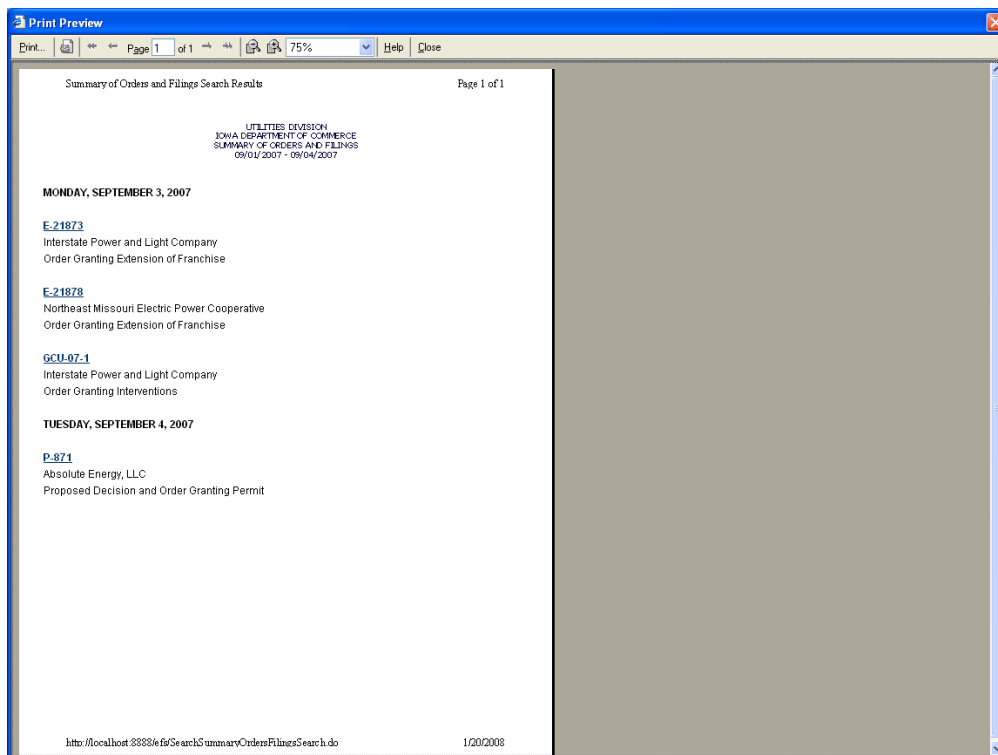 Print Preview
Print... Page 1 of 1 75% Help Close
Summary of Orders and Filings Search Results Page 1 of 1
UTILITIES DIVISION
IOWA DEPARTMENT OF COMMERCE
SUMMARY OF ORDERS AND FILINGS
09/01/2007 - 09/04/2007
MONDAY, SEPTEMBER 3, 2007
E-21873
Interstate Power and Light Company
Order Granting Extension of Franchise
E-21878
Northeast Missouri Electric Power Cooperative
Order Granting Extension of Franchise
GCU-07-1
Interstate Power and Light Company
Order Granting Interventions
TUESDAY, SEPTEMBER 4, 2007
P-871
Absolute Energy, LLC
Proposed Decision and Order Granting Permit
http://localhost:8888/efs/SearchSummaryOrdersFilingsSearch.do 1/20/2008